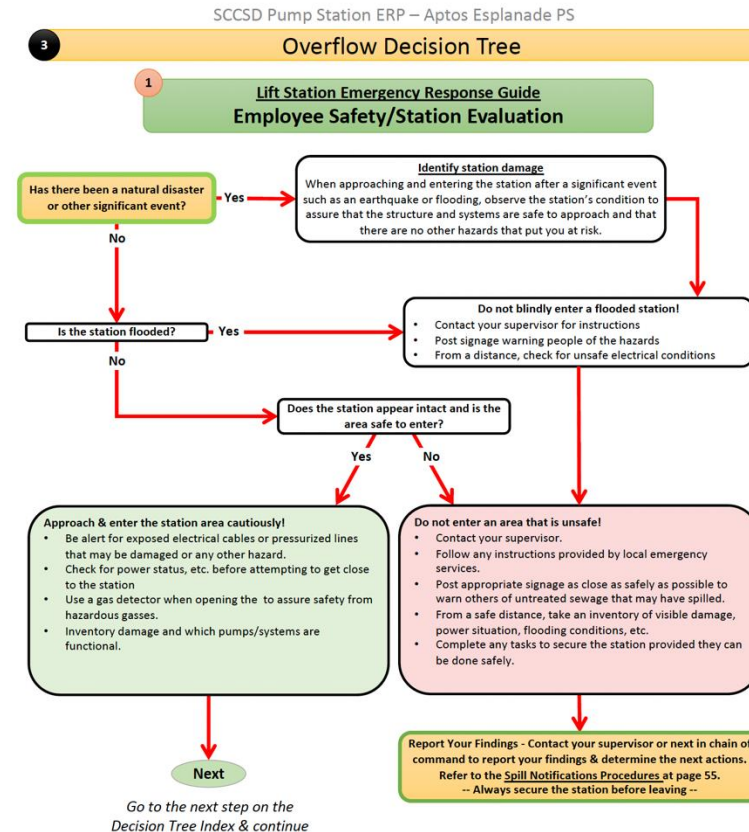 SCCSD Pump Station ERP – Aptos Esplanade PS
3
Overflow Decision Tree
1
Lift Station Emergency Response Guide
Employee Safety/Station Evaluation
Has there been a natural disaster
or other significant event?
Yes
Identify station damage
When approaching and entering the station after a significant event
such as an earthquake or flooding, observe the station's condition to
assure that the structure and systems are safe to approach and that
there are no other hazards that put you at risk.
No
Is the station flooded?
Yes
Do not blindly enter a flooded station!
• Contact your supervisor for instructions
• Post signage warning people of the hazards
• From a distance, check for unsafe electrical conditions
No
Does the station appear intact and is the
area safe to enter?
Yes
No
Approach & enter the station area cautiously!
• Be alert for exposed electrical cables or pressurized lines
that may be damaged or any other hazard.
• Check for power status, etc. before attempting to get close
to the station
• Use a gas detector when opening the  to assure safety from
hazardous gasses.
• Inventory damage and which pumps/systems are
functional.
Do not enter an area that is unsafe!
• Contact your supervisor.
• Follow any instructions provided by local emergency
services.
• Post appropriate signage as close as safely as possible to
warn others of untreated sewage that may have spilled.
• From a safe distance, take an inventory of visible damage,
power situation, flooding conditions, etc.
• Complete any tasks to secure the station provided they can
be done safely.
Next
Go to the next step on the
Decision Tree Index & continue
Report Your Findings - Contact your supervisor or next in chain of
command to report your findings & determine the next actions.
Refer to the Spill Notifications Procedures at page 55.
-- Always secure the station before leaving --